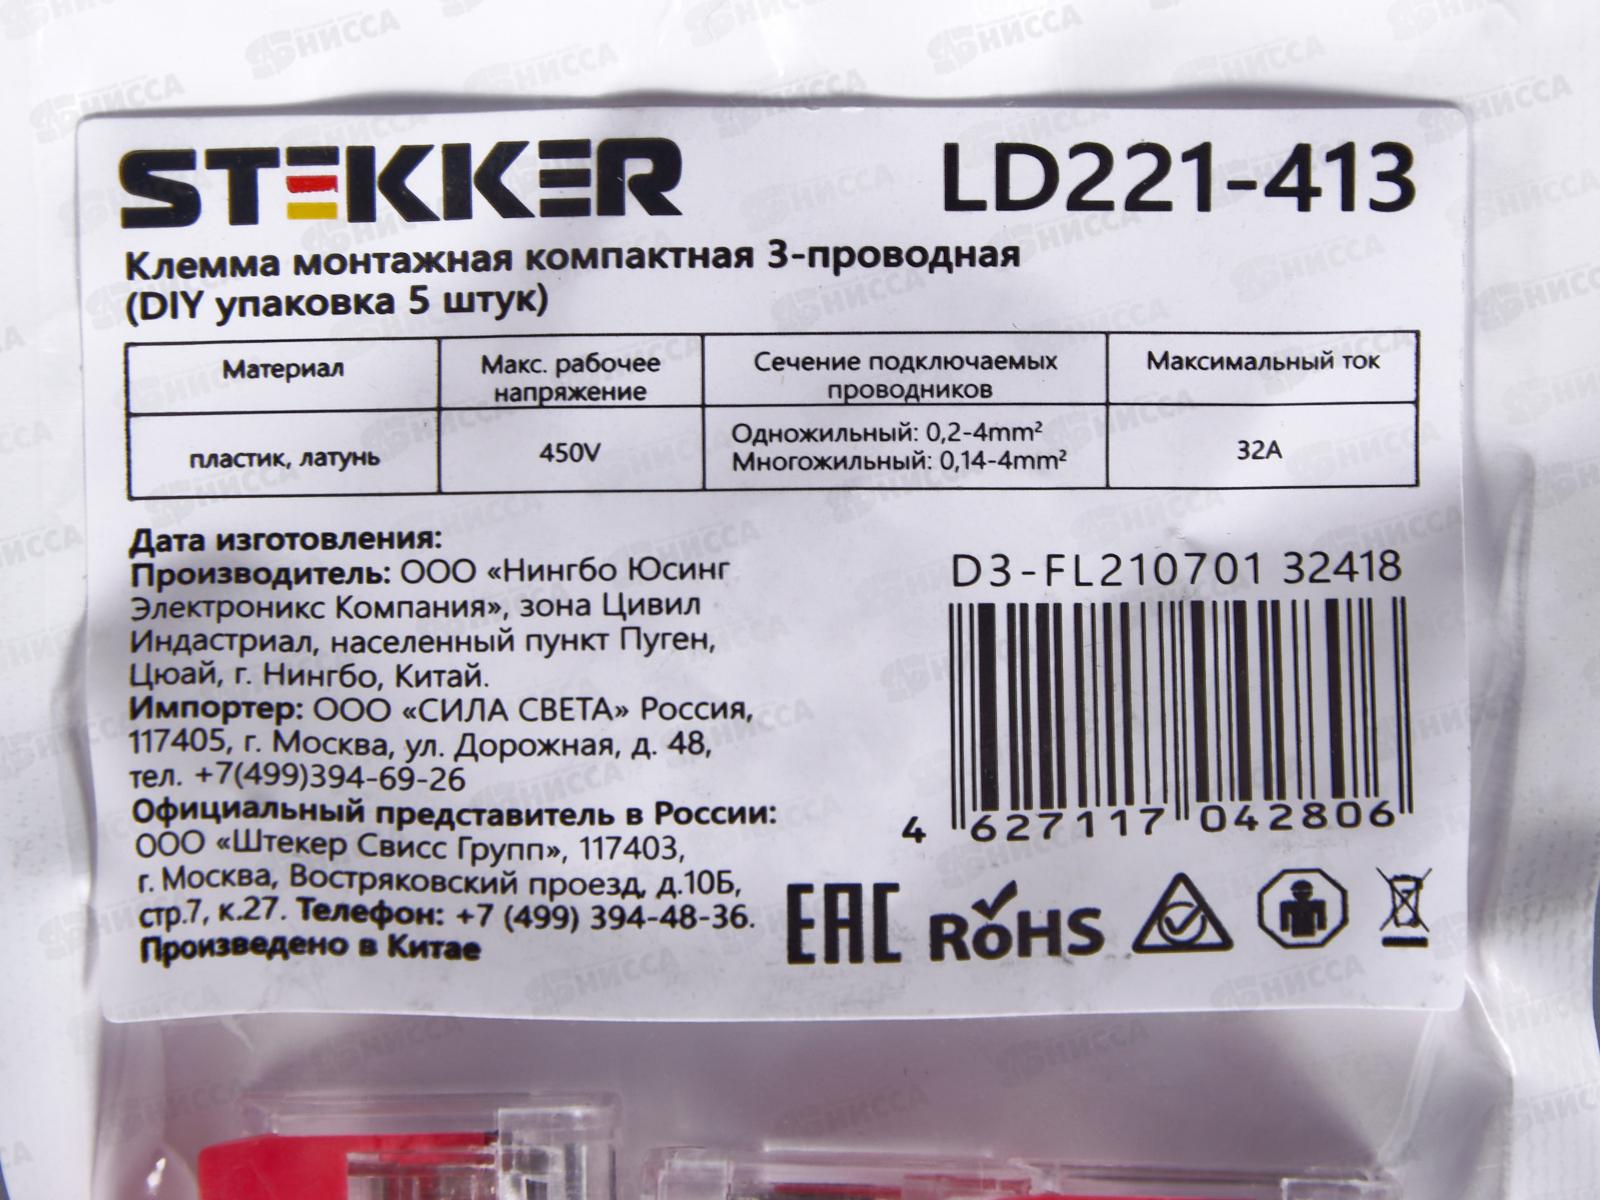 STEKKER
LD221-413
Клемма монтажная компактная 3-проводная
(DIY упаковка 5 штук)
Материал
Макс. рабочее
напряжение
Сечение подключаемых
проводников
Максимальный ток
пластик, латунь
450V
Одножильный: 0,2-4mm²
Многожильный: 0,14-4mm²
32A
Дата изготовления:
Производитель: ООО «Нингбо Юсинг
Электроникс Компания», зона Цивил
Индастриал, населенный пункт Пуген,
Цюай, г. Нингбо, Китай.
Импортер: ООО «СИЛА СВЕТА» Россия,
117405, г. Москва, ул. Дорожная, д. 48,
тел. +7(499)394-69-26
Официальный представитель в России:
ООО «Штекер Свисс Групп», 117403,
г. Москва, Востряковский проезд, д.10Б,
стр.7, к.27. Телефон: +7 (499) 394-48-36.
Произведено в Китае
D3-FL210701 32418
4 627117 042806
EAC
RoHS
НИССА